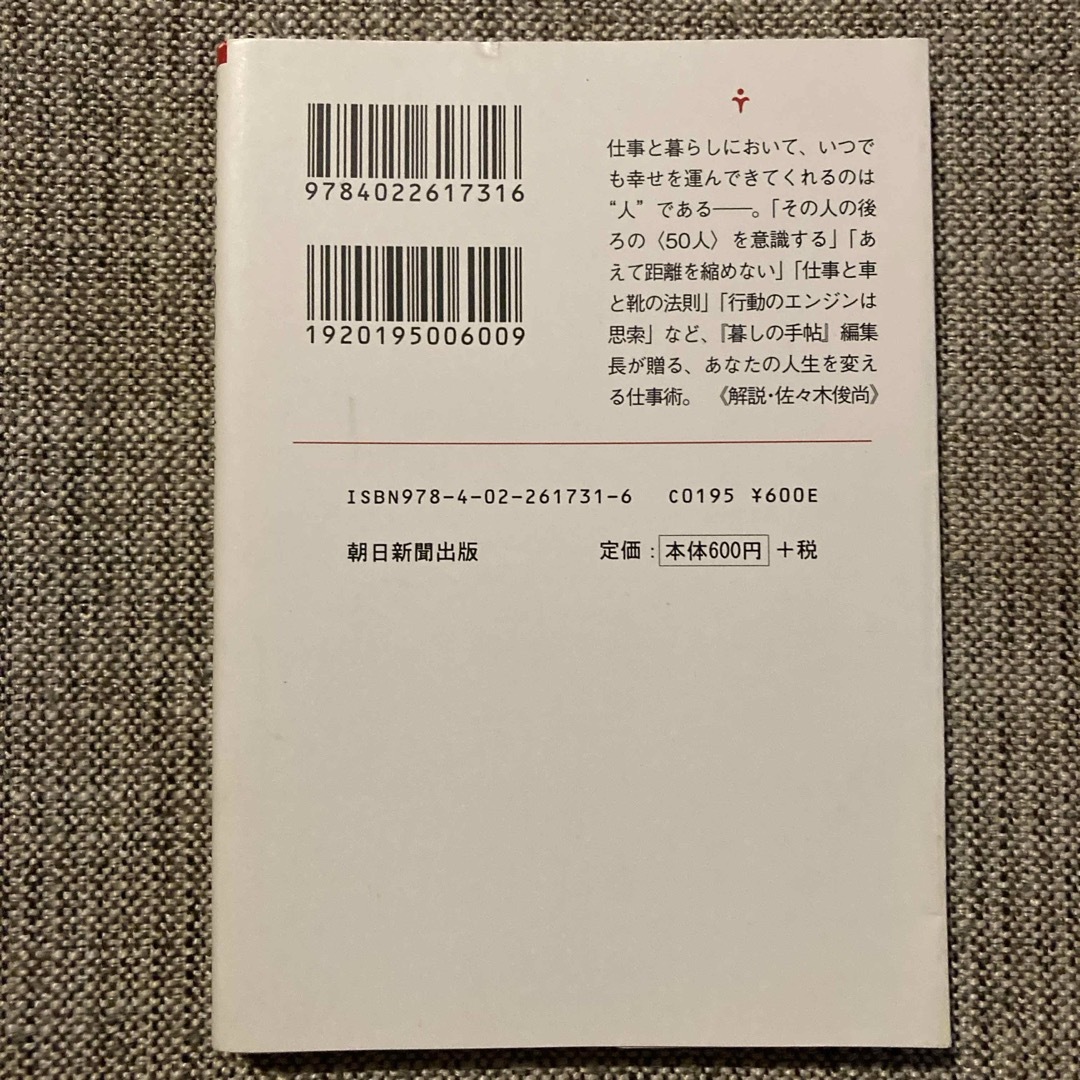 9784022617316
1920195006009
仕事と暮らしにおいて、いつで
も幸せを運んできてくれるのは
“人”である――。「その人の後
ろの〈50人〉を意識する」「あ
えて距離を縮めない」「仕事と車
と靴の法則」「行動のエンジンは
思索」など、『暮しの手帖』編集
長が贈る、あなたの人生を変え
る仕事術。 《解説・佐々木俊尚》
ISBN978-4-02-261731-6 C0195 ¥600E
朝日新聞出版 定価：本体600円＋税